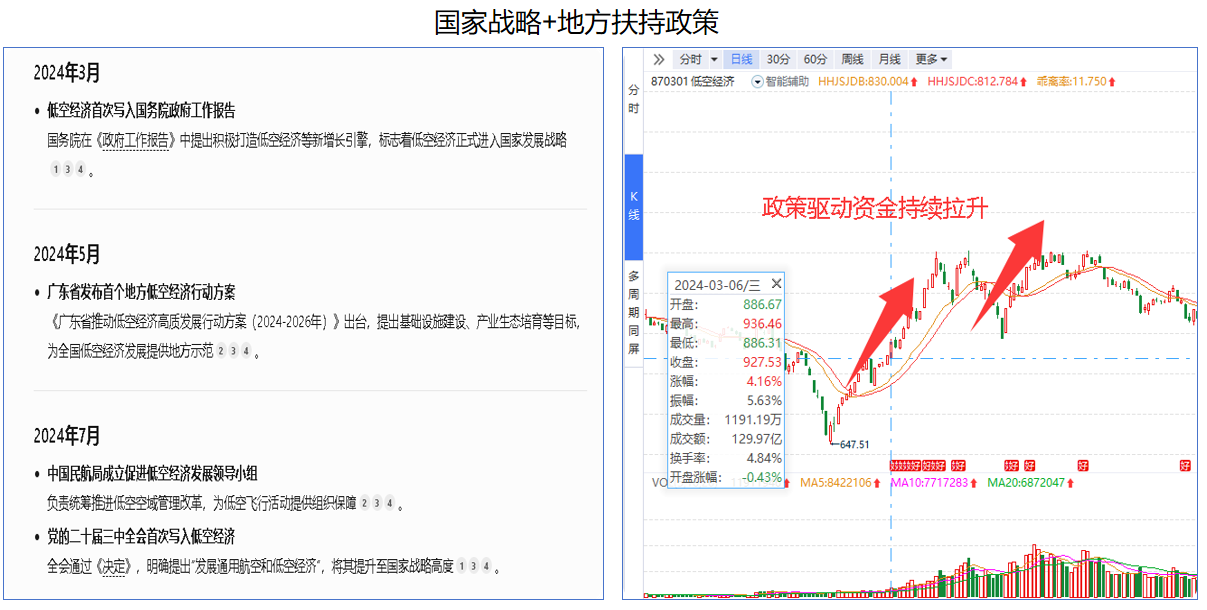 国家战略+地方扶持政策
2024年3月
• 低空经济首次写入国务院政府工作报告
国务院在《政府工作报告》中提出积极打造低空经济等新增长引擎，标志着低空经济正式进入国家发展战略
1 3 4 。
2024年5月
• 广东省发布首个地方低空经济行动方案
《广东省推动低空经济高质量发展行动方案（2024-2026年）》出台，提出基础设施建设、产业生态培育等目标，
为全国低空经济发展提供地方示范 2 3 4 。
2024年7月
• 中国民航局成立促进低空经济发展领导小组
负责统筹推进低空空域管理改革，为低空飞行活动提供组织保障 2 3 4 。
• 党的二十届三中全会首次写入低空经济
全会通过《决定》，明确提出“发展通用航空和低空经济”，将其提升至国家战略高度 1 3 4 。
分时
K线
多周期同屏
分时 日线 30分 60分 周线 月线 更多
870301 低空经济 智能辅助 HHJSJDB:830.004 HHJSJDC:812.784 乖离率:11.750
政策驱动资金持续拉升
2024-03-06/三
开盘: 886.67
最高: 936.46
最低: 886.31
收盘: 927.53
涨幅: 4.16%
振幅: 5.63%
成交量: 1191.19万
成交额: 129.97亿
换手率: 4.84%
开盘涨幅: -0.43%
647.51
好 好 好 好 好 好
MA5:8422106 MA10:7717283 MA20:6872047